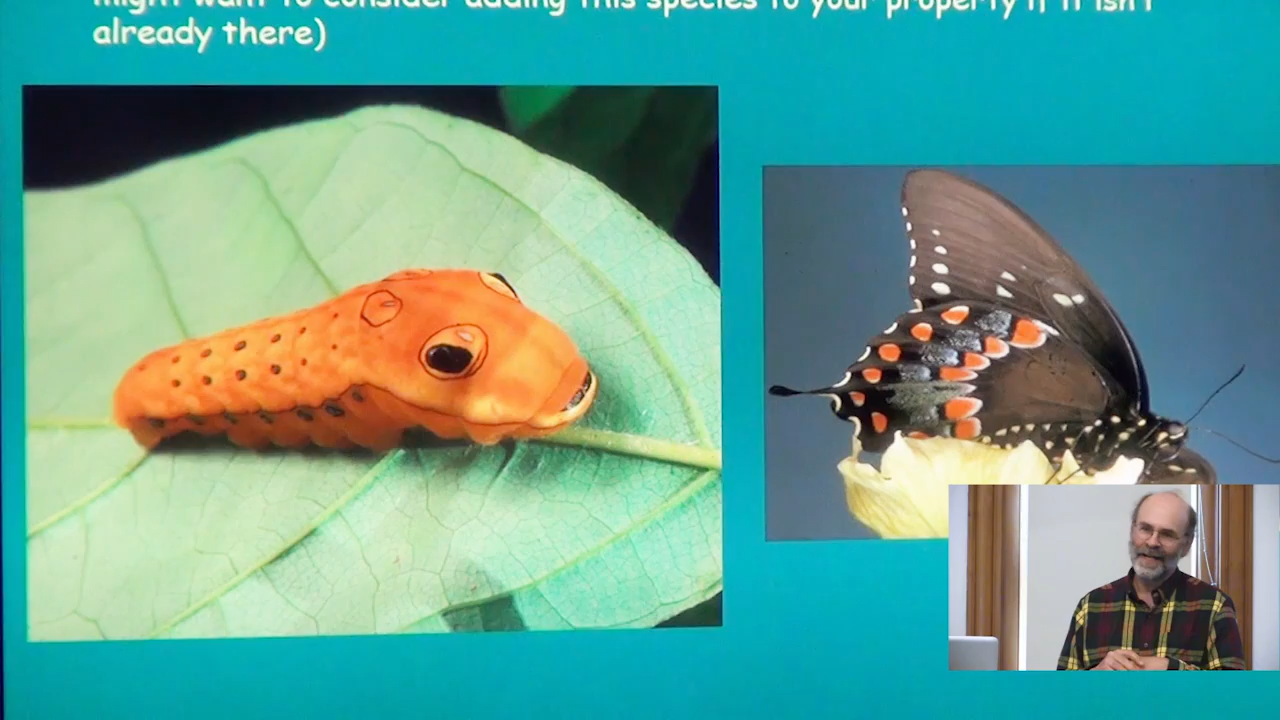 might want to consider adding this species to your property if it isn't
already there)